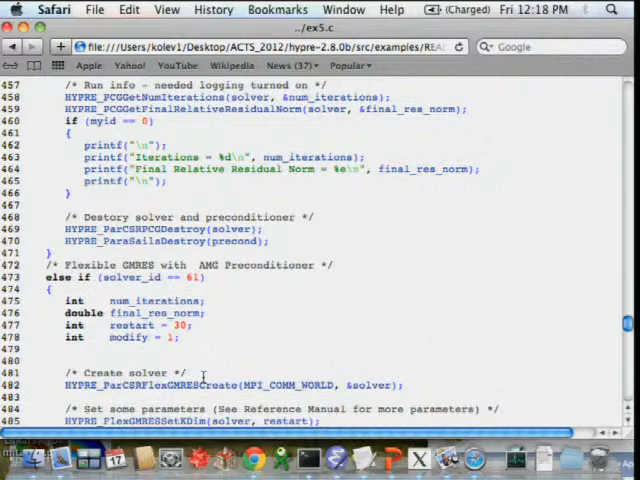 Safari File Edit View History Bookmarks Window Help (Charged) Fri 12:18 PM
../ex5.c
file:///Users/kolev1/Desktop/ACTS_2012/hypre-2.8.0b/src/examples/REA Google
Apple Yahoo! YouTube Wikipedia News (37) Popular
457 /* Run info - needed logging turned on */
458 HYPRE_PCGGetNumIterations(solver, &num_iterations);
459 HYPRE_PCGGetFinalRelativeResidualNorm(solver, &final_res_norm);
460 if (myid == 0)
461 {
462 printf("\n");
463 printf("Iterations = %d\n", num_iterations);
464 printf("Final Relative Residual Norm = %e\n", final_res_norm);
465 printf("\n");
466 }
467
468 /* Destory solver and preconditioner */
469 HYPRE_ParCSRPCGDestroy(solver);
470 HYPRE_ParaSailsDestroy(precond);
471 }
472 /* Flexible GMRES with AMG Preconditioner */
473 else if (solver_id == 61)
474 {
475 int num_iterations;
476 double final_res_norm;
477 int restart = 30;
478 int modify = 1;
479
480
481 /* Create solver */
482 HYPRE_ParCSRFlexGMRESCreate(MPI_COMM_WORLD, &solver);
483
484 /* Set some parameters (See Reference Manual for more parameters) */
485 HYPRE_FlexGMRESSetKDim(solver, restart);
17